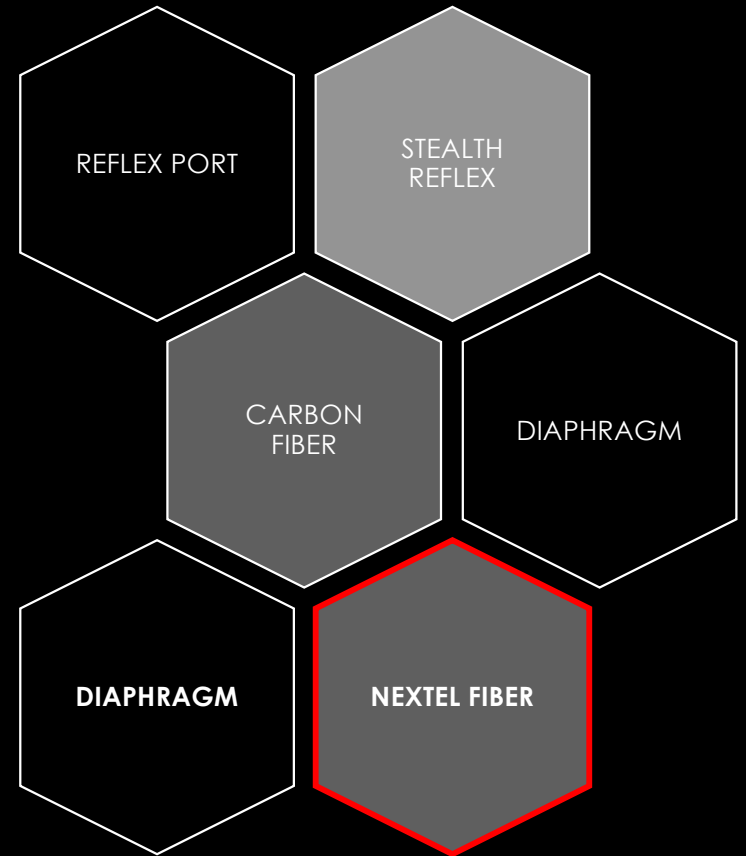 REFLEX PORT
STEALTH
REFLEX
CARBON
FIBER
DIAPHRAGM
DIAPHRAGM
NEXTEL FIBER